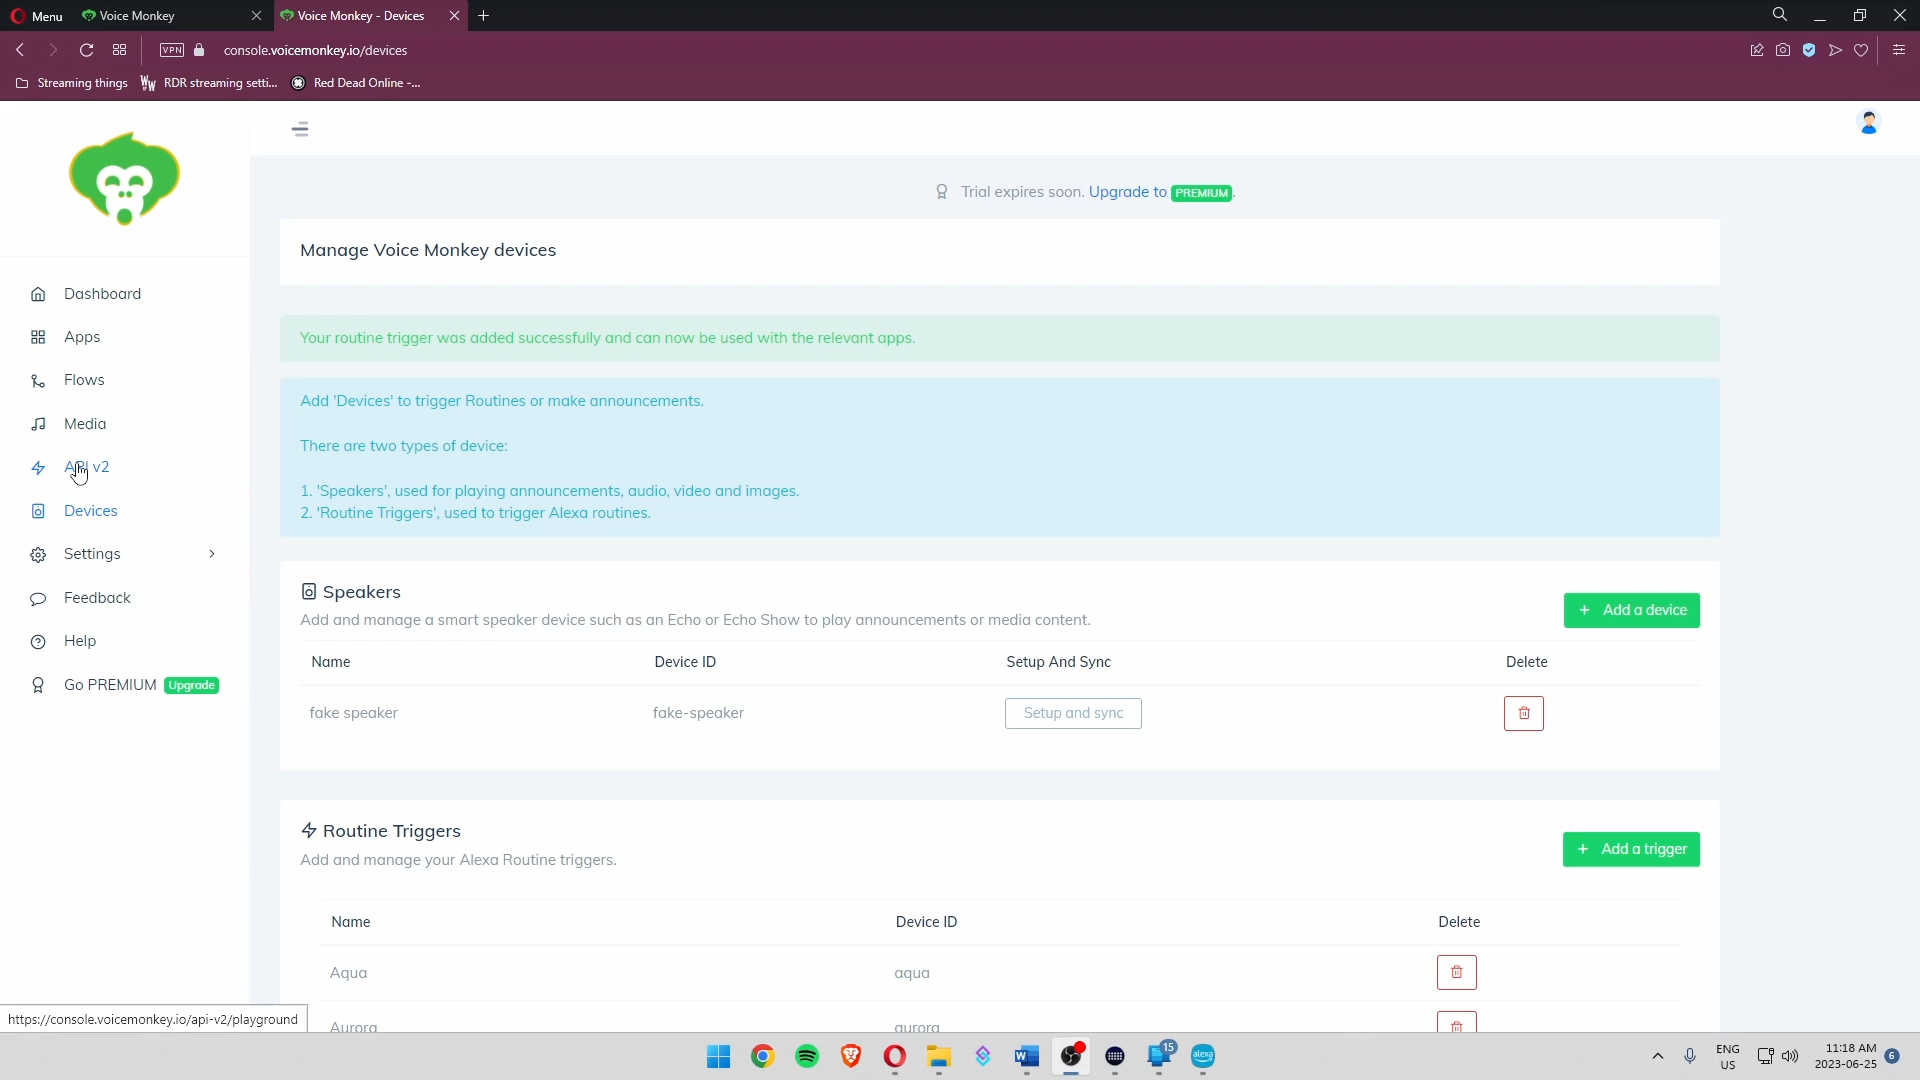 Menu
Voice Monkey
Voice Monkey - Devices
VPN
console.voicemonkey.io/devices
Streaming things
RDR streaming setti...
Red Dead Online -...
Trial expires soon. Upgrade to PREMIUM.
Manage Voice Monkey devices
Dashboard
Apps
Flows
Media
API v2
Devices
Settings
Feedback
Help
Go PREMIUM Upgrade
Your routine trigger was added successfully and can now be used with the relevant apps.
Add 'Devices' to trigger Routines or make announcements.
There are two types of device:
1. 'Speakers', used for playing announcements, audio, video and images.
2. 'Routine Triggers', used to trigger Alexa routines.
Speakers
Add and manage a smart speaker device such as an Echo or Echo Show to play announcements or media content.
+ Add a device
Name Device ID Setup And Sync Delete
fake speaker fake-speaker Setup and sync
Routine Triggers
Add and manage your Alexa Routine triggers.
+ Add a trigger
Name Device ID Delete
Aqua aqua
Aurora aurora
https://console.voicemonkey.io/api-v2/playground
15
alexa
ENG
US
11:18 AM
2023-06-25
6